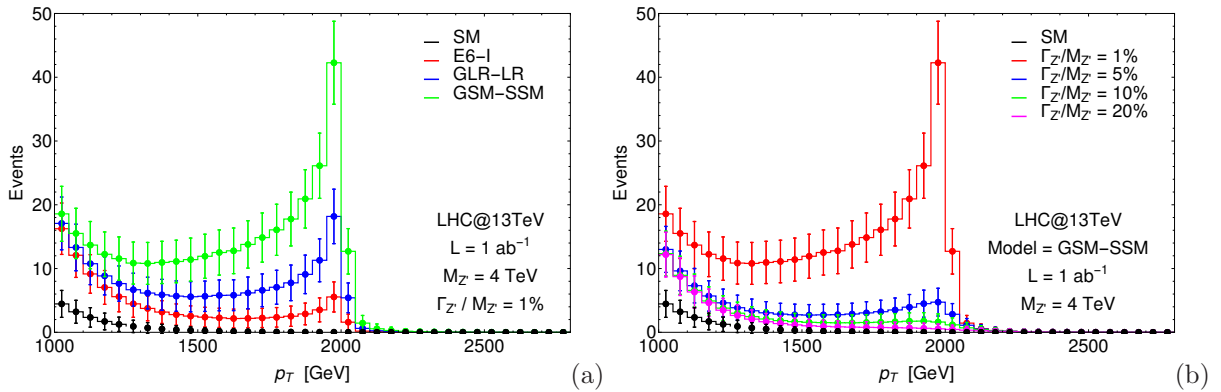 50
40
30
20
10
0
Events
SM
E6−I
GLR−LR
GSM−SSM
LHC@13TeV
L = 1 ab⁻¹
M_Z' = 4 TeV
Γ_Z' / M_Z' = 1%
1000 1500 2000 2500
p_T [GeV]
(a)
50
40
30
20
10
0
Events
SM
Γ_Z'/M_Z' = 1%
Γ_Z'/M_Z' = 5%
Γ_Z'/M_Z' = 10%
Γ_Z'/M_Z' = 20%
LHC@13TeV
Model = GSM−SSM
L = 1 ab⁻¹
M_Z' = 4 TeV
1000 1500 2000 2500
p_T [GeV]
(b)